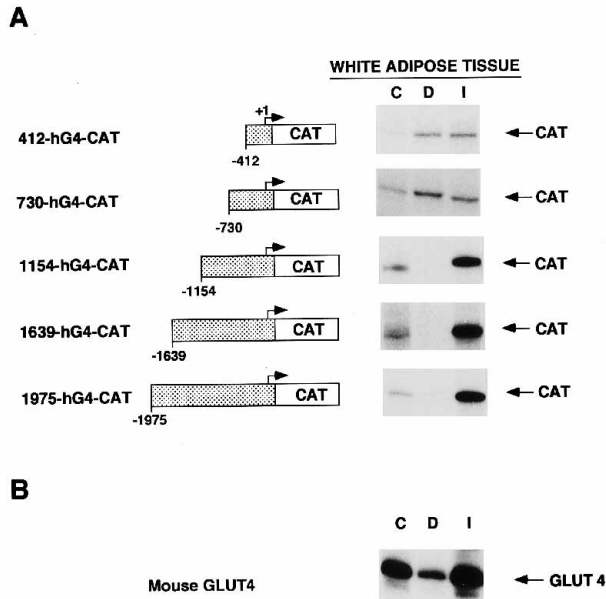 A
WHITE ADIPOSE TISSUE
C D I
412-hG4-CAT
+1
CAT
-412
CAT
730-hG4-CAT
CAT
-730
CAT
1154-hG4-CAT
CAT
-1154
CAT
1639-hG4-CAT
CAT
-1639
CAT
1975-hG4-CAT
CAT
-1975
CAT
B
C D I
Mouse GLUT4
GLUT 4